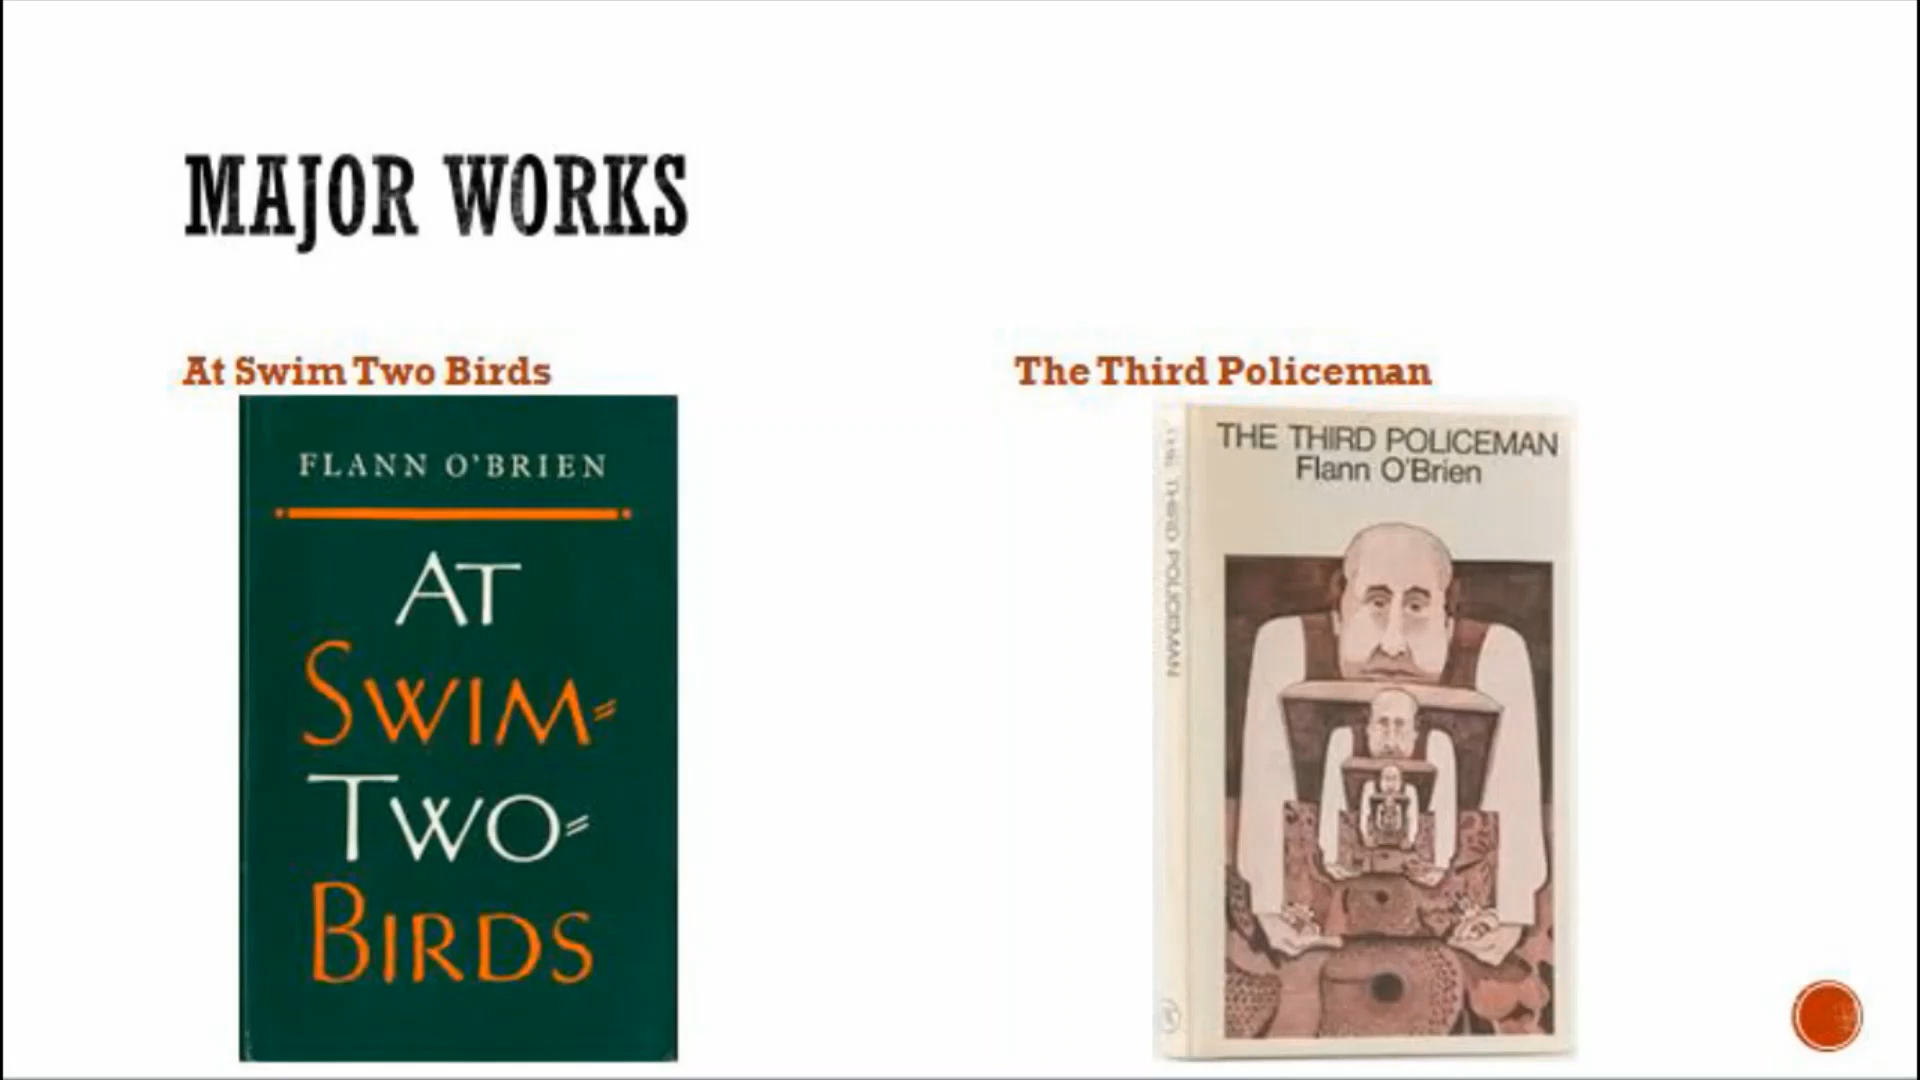 MAJOR WORKS
At Swim Two Birds
FLANN O'BRIEN
AT
SWIM-
TWO-
BIRDS
The Third Policeman
THE THIRD POLICEMAN
Flann O'Brien
THE THIRD POLICEMAN